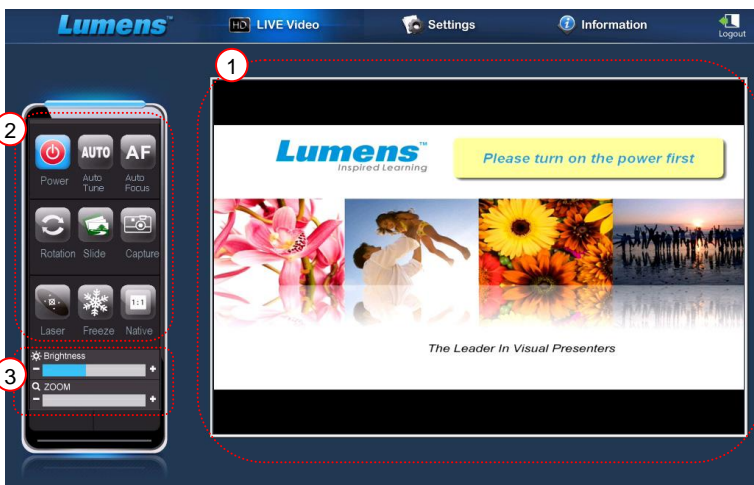 Lumens™
HD LIVE Video
Settings
Information
Logout
1
2
Power
AUTO
Auto
Tune
AF
Auto
Focus
Rotation
Slide
Capture
Laser
Freeze
1:1
Native
3
Brightness
- +
ZOOM
- +
Lumens™
Inspired Learning
Please turn on the power first
The Leader In Visual Presenters